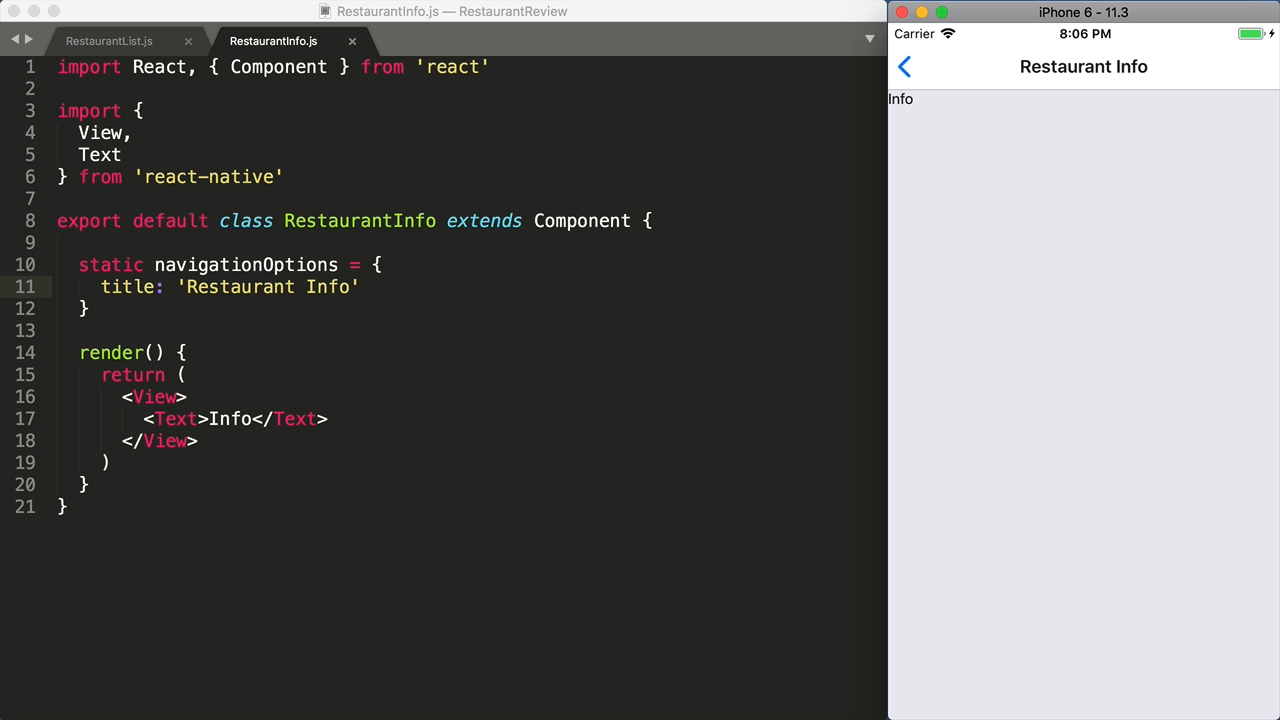 RestaurantInfo.js — RestaurantReview
RestaurantList.js
RestaurantInfo.js
1 import React, { Component } from 'react'
2
3 import {
4 View,
5 Text
6 } from 'react-native'
7
8 export default class RestaurantInfo extends Component {
9
10 static navigationOptions = {
11 title: 'Restaurant Info'
12 }
13
14 render() {
15 return (
16 <View>
17 <Text>Info</Text>
18 </View>
19 )
20 }
21 }
iPhone 6 - 11.3
Carrier 8:06 PM
Restaurant Info
Info